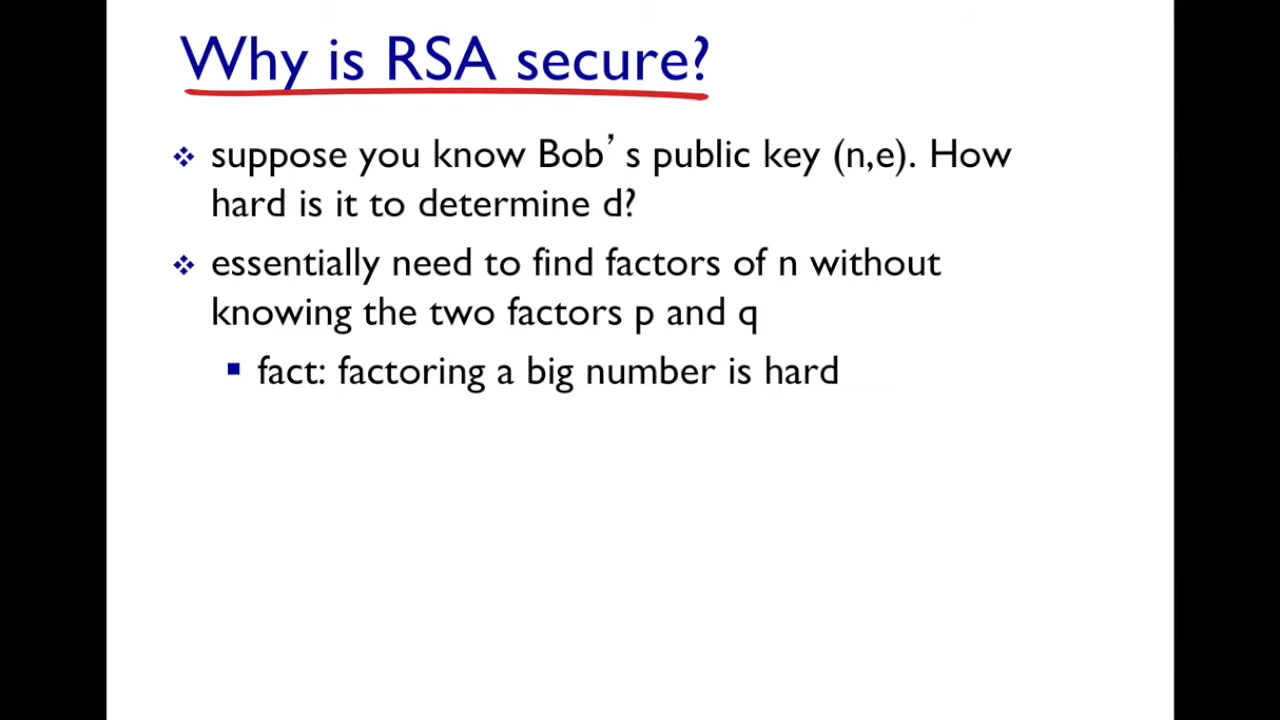 Why is RSA secure?
suppose you know Bob’s public key (n,e). How
hard is it to determine d?
essentially need to find factors of n without
knowing the two factors p and q
fact: factoring a big number is hard